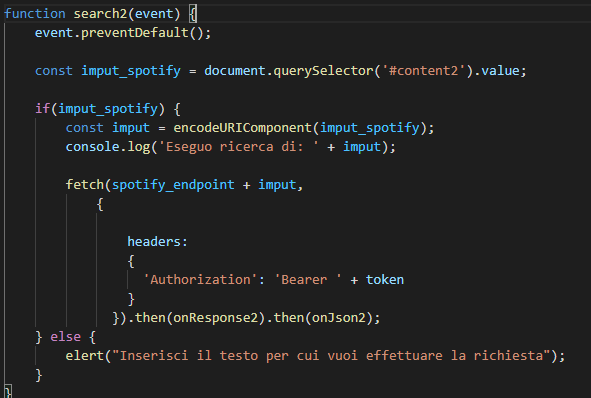 function search2(event) {
event.preventDefault();
const imput_spotify = document.querySelector('#content2').value;
if(imput_spotify) {
const imput = encodeURIComponent(imput_spotify);
console.log('Eseguo ricerca di: ' + imput);
fetch(spotify_endpoint + imput,
{
headers:
{
'Authorization': 'Bearer ' + token
}
}).then(onResponse2).then(onJson2);
} else {
elert("Inserisci il testo per cui vuoi effettuare la richiesta");
}
}